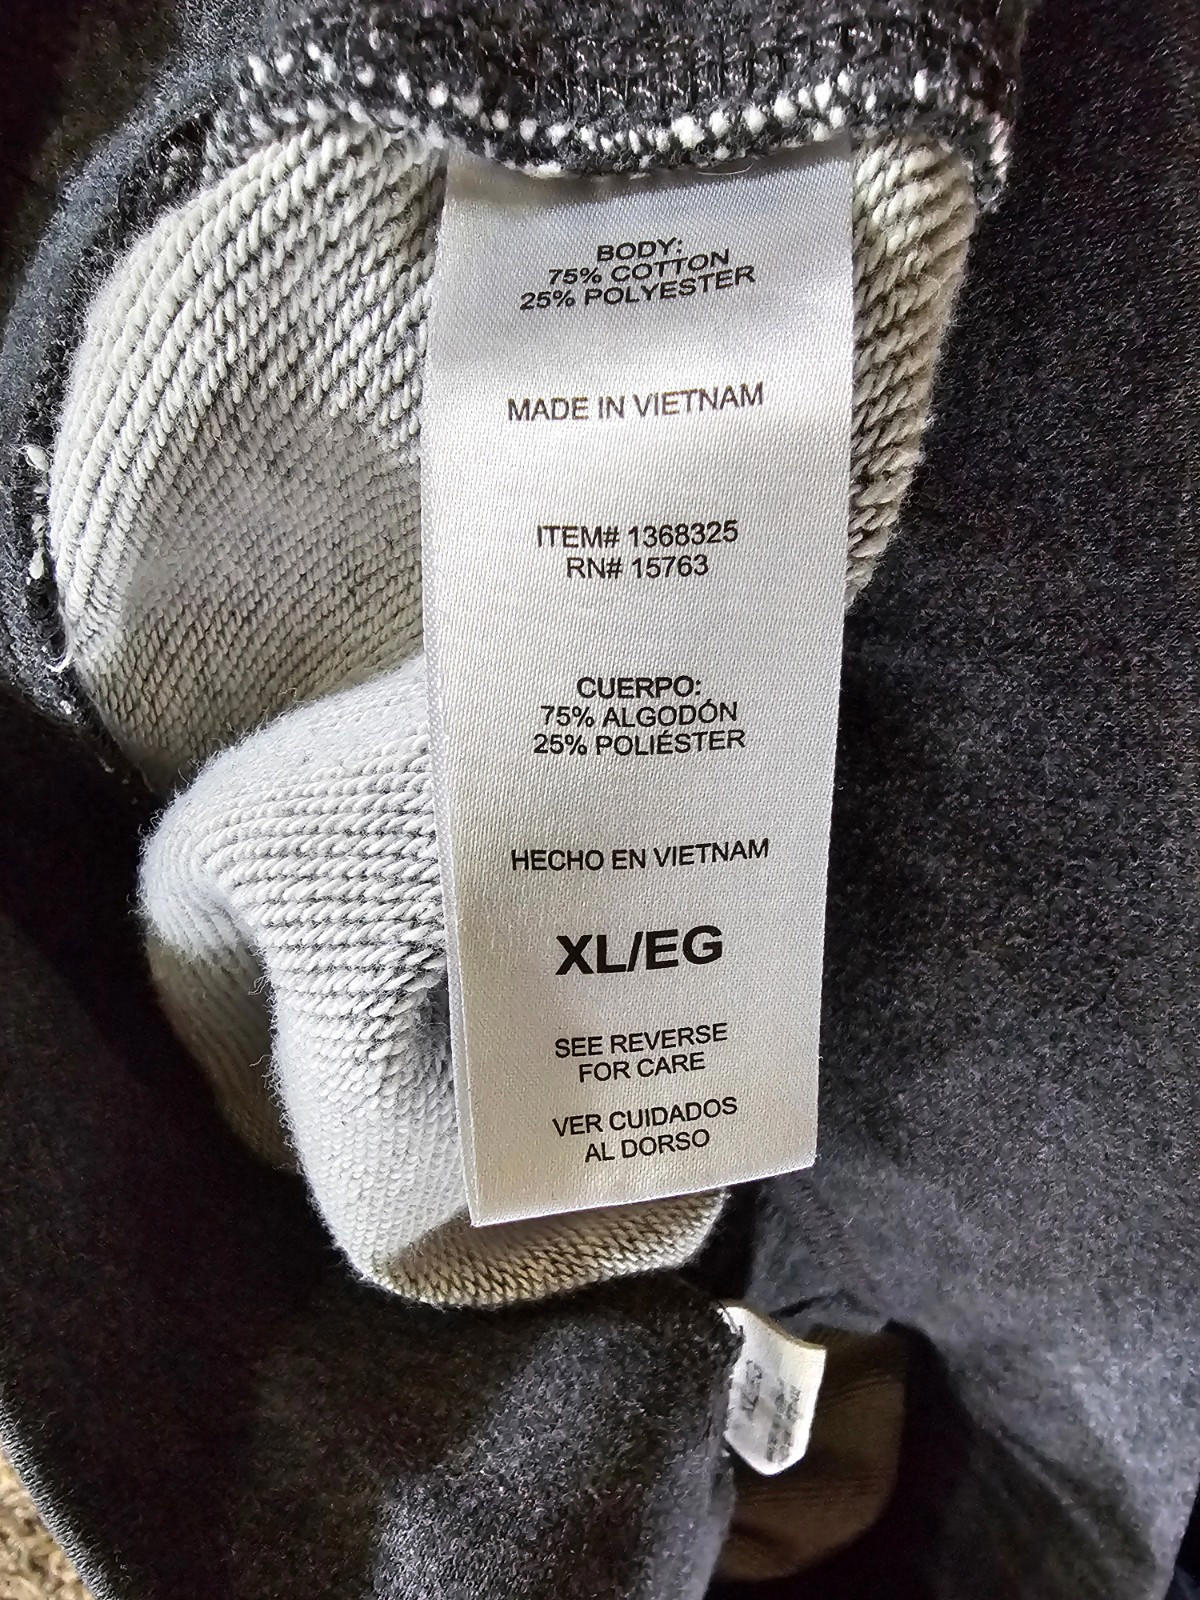 BODY:
75% COTTON
25% POLYESTER
MADE IN VIETNAM
ITEM# 1368325
RN# 15763
CUERPO:
75% ALGODÓN
25% POLIÉSTER
HECHO EN VIETNAM
XL/EG
SEE REVERSE
FOR CARE
VER CUIDADOS
AL DORSO